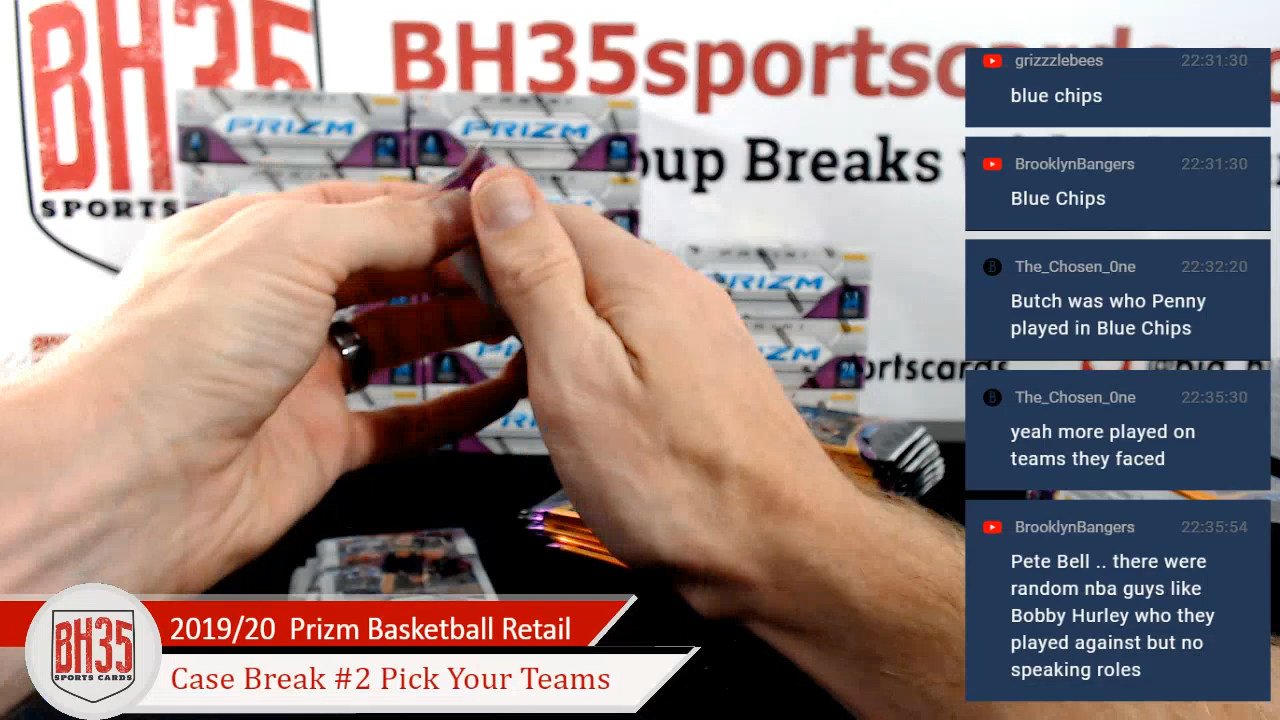 BH35
SPORTS
BH35sportscards
oup Breaks
PRIZM
PRIZM
PRIZM
ZM
ortscards
grizzzlebees 22:31:30
blue chips
BrooklynBangers 22:31:30
Blue Chips
The_Chosen_0ne 22:32:20
Butch was who Penny
played in Blue Chips
The_Chosen_0ne 22:35:30
yeah more played on
teams they faced
BrooklynBangers 22:35:54
Pete Bell .. there were
random nba guys like
Bobby Hurley who they
played against but no
speaking roles
BH35
SPORTS CARDS
2019/20 Prizm Basketball Retail
Case Break #2 Pick Your Teams